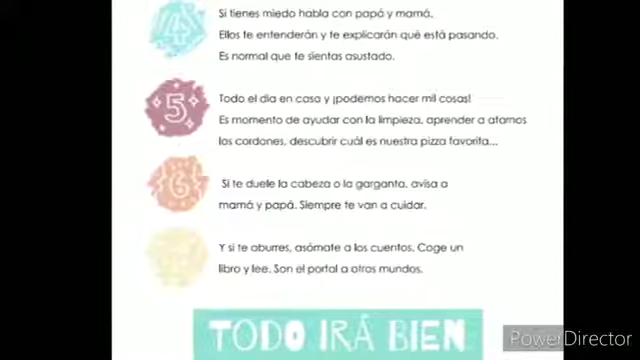 4
Si tienes miedo habla con papá y mamá.
Ellos te entenderán y te explicarán qué está pasando.
Es normal que te sientas asustado.
5
Todo el día en casa y ¡podemos hacer mil cosas!
Es momento de ayudar con la limpieza, aprender a atarnos
los cordones, descubrir cuál es nuestra pizza favorita...
6
Si te duele la cabeza o la garganta, avisa a
mamá y papá. Siempre te van a cuidar.
Y si te aburres, asómate a los cuentos. Coge un
libro y lee. Son el portal a otros mundos.
TODO IRÁ BIEN
PowerDirector